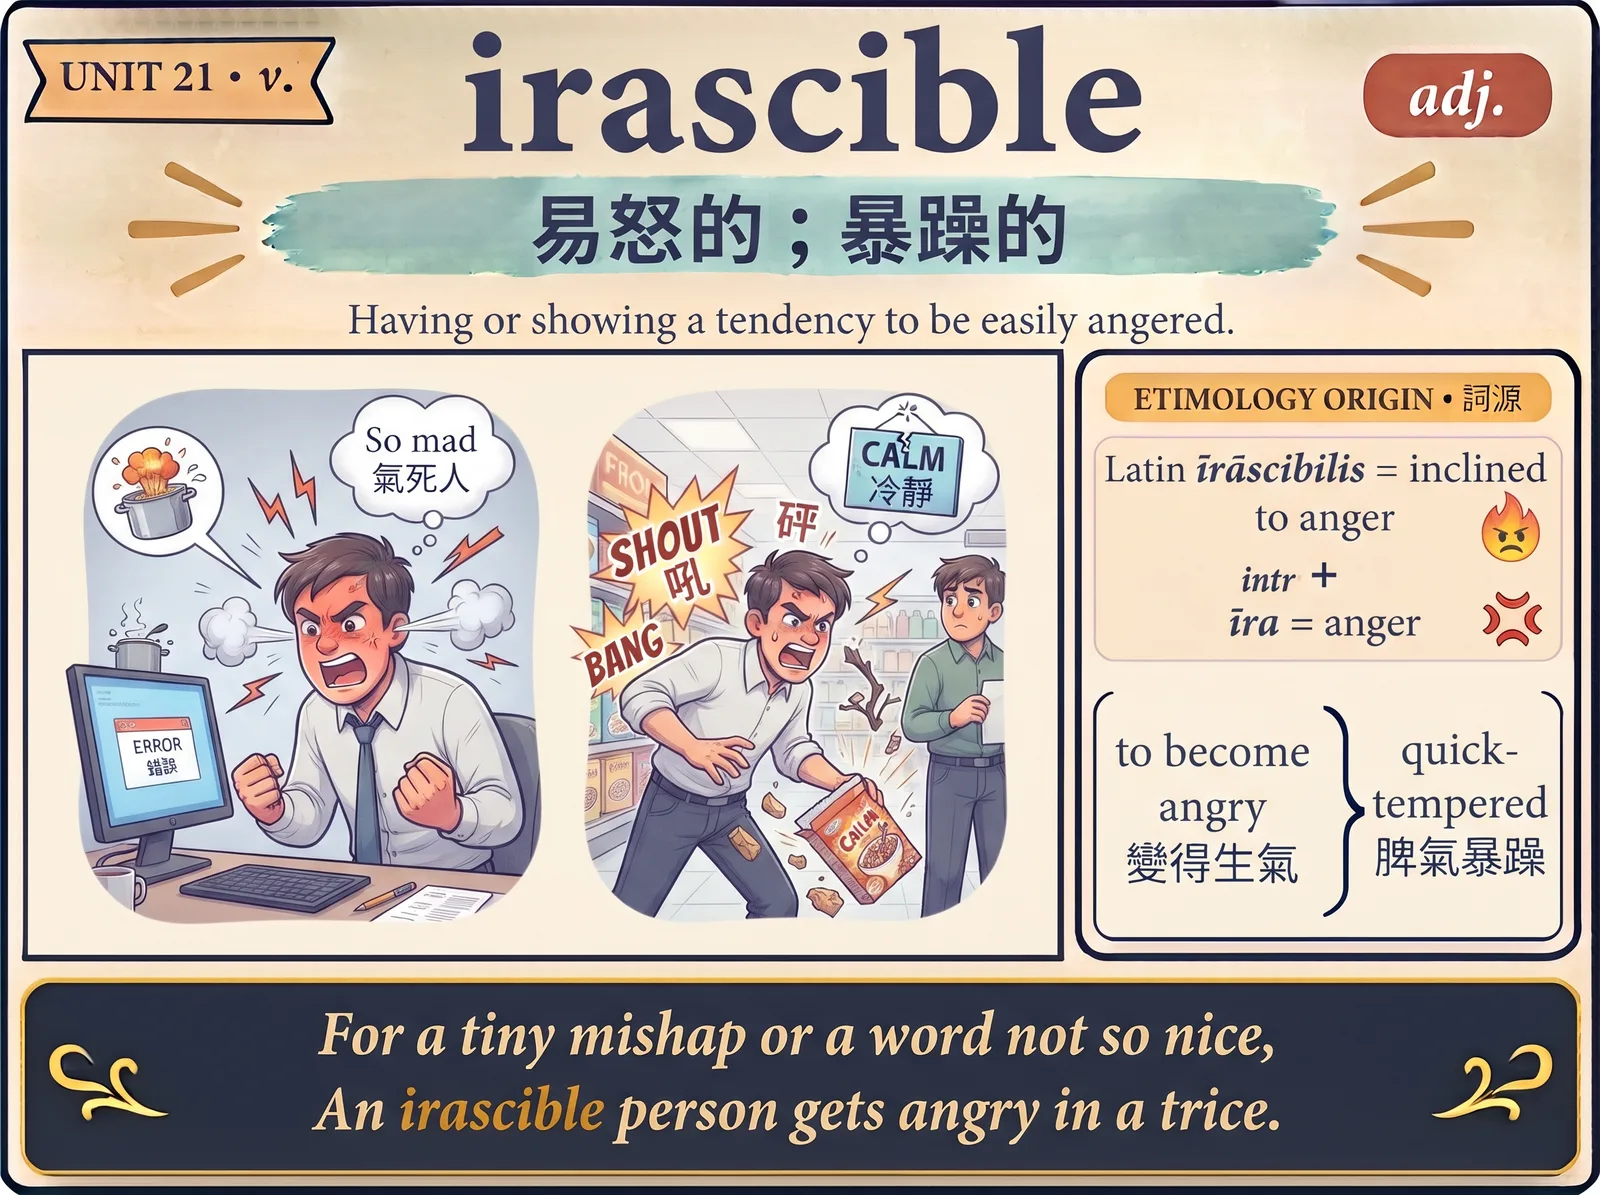 UNIT 21 • v.
irascible
adj.
易怒的；暴躁的
Having or showing a tendency to be easily angered.
So mad
氣死人
ERROR
錯誤
FRO
SHOUT
吼
砰
BANG
CALM
冷靜
ETIMOLOGY ORIGIN • 詞源
Latin īrāscibilis = inclined
to anger
intr +
īra = anger
to become
angry
變得生氣
quick-
tempered
脾氣暴躁
For a tiny mishap or a word not so nice,
An irascible person gets angry in a trice.